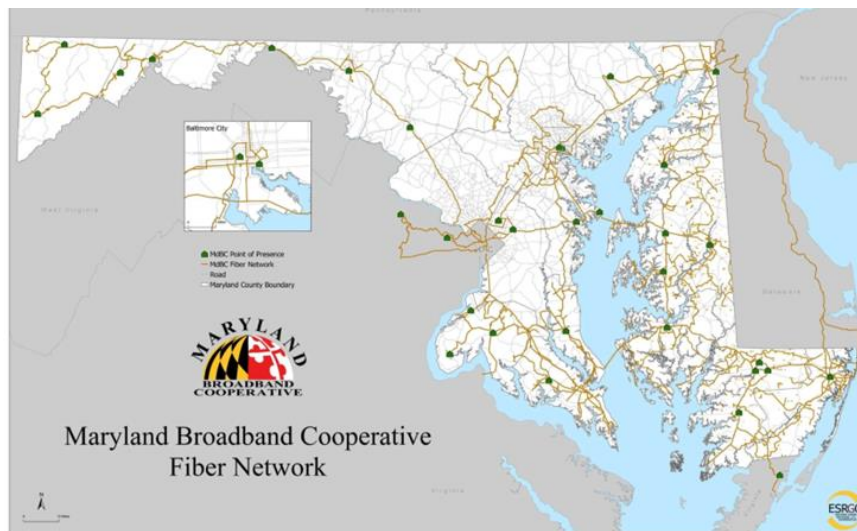 Pennsylvania
New Jersey
Baltimore City
West Virginia
MdBC Point of Presence
MdBC Fiber Network
Road
Maryland County Boundary
Delaware
MARYLAND
BROADBAND
COOPERATIVE
Maryland Broadband Cooperative
Fiber Network
Virginia
N
ESRGC